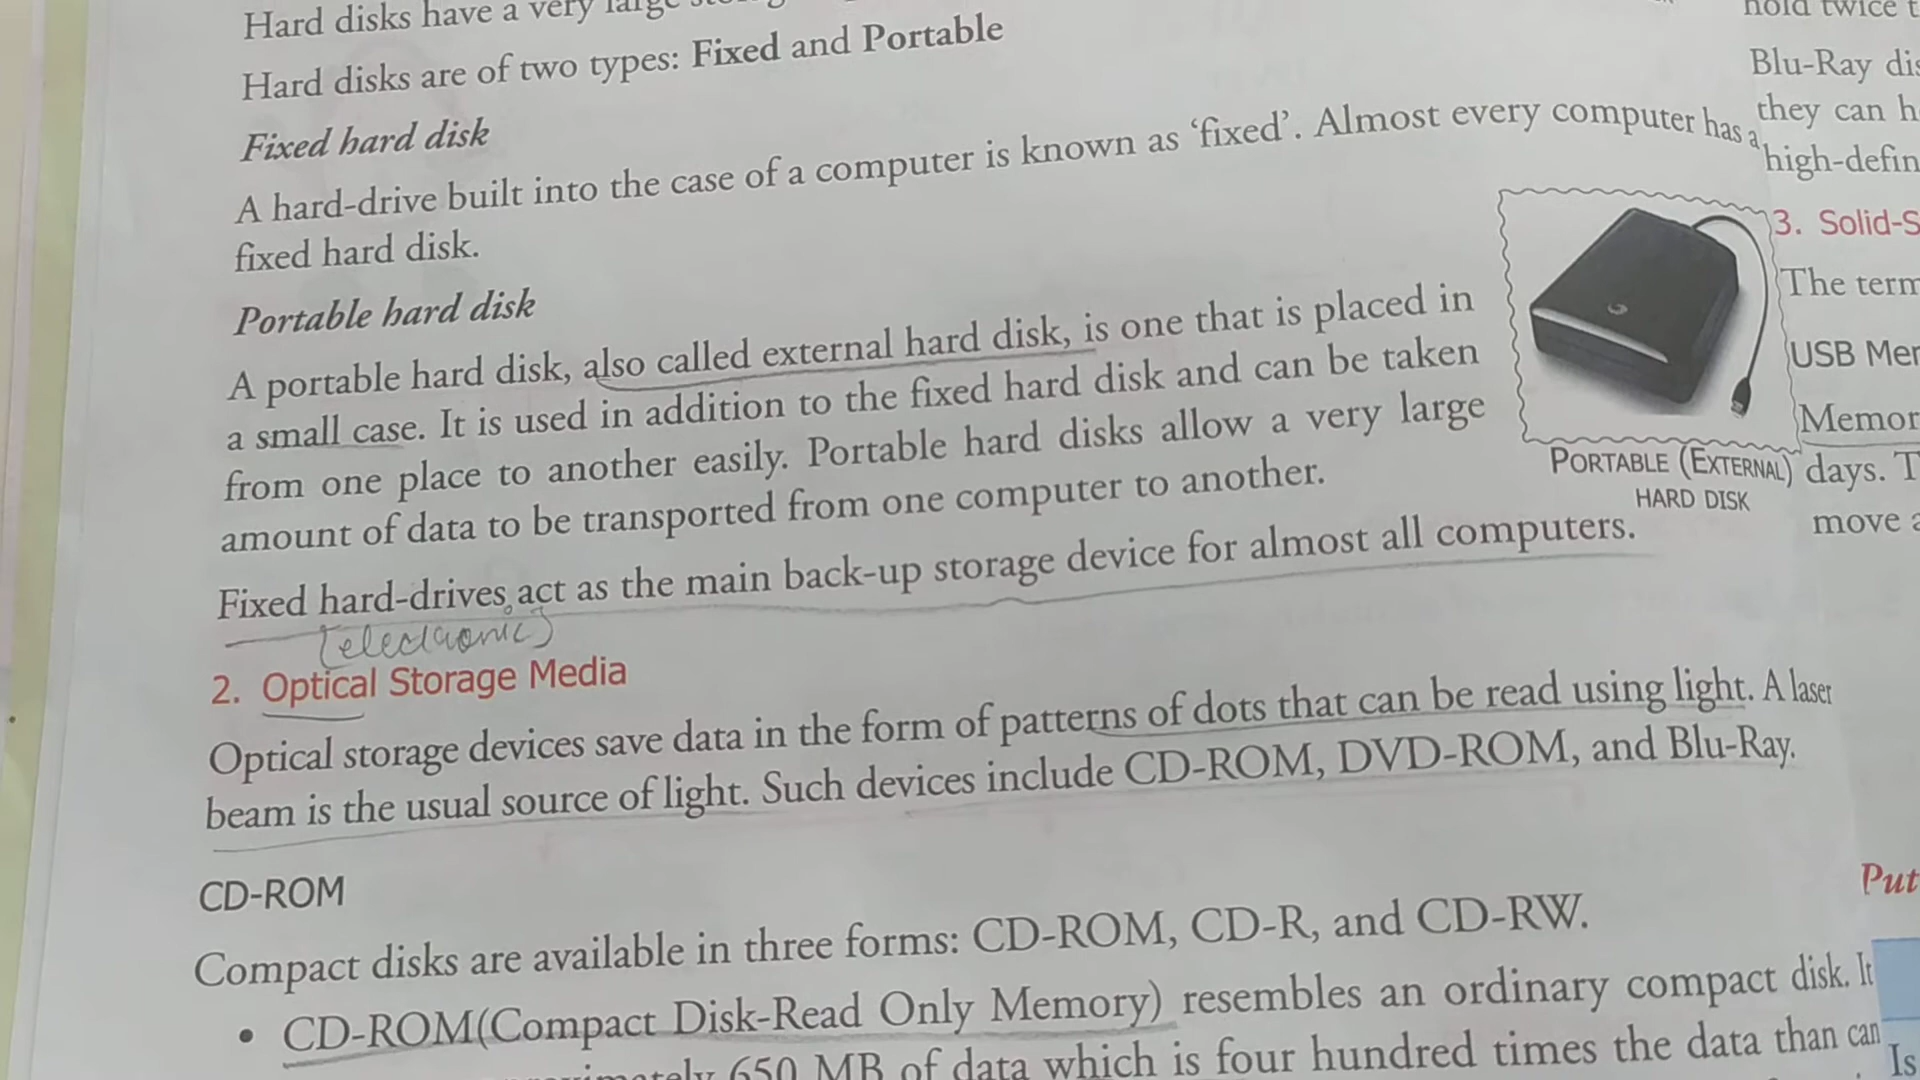 Hard disks have a very large
Hard disks are of two types: Fixed and Portable
Fixed hard disk
A hard-drive built into the case of a computer is known as ‘fixed’. Almost every computer has a
fixed hard disk.
Portable hard disk
A portable hard disk, also called external hard disk, is one that is placed in
a small case. It is used in addition to the fixed hard disk and can be taken
from one place to another easily. Portable hard disks allow a very large
amount of data to be transported from one computer to another.
PORTABLE (EXTERNAL)
HARD DISK
Fixed hard-drives act as the main back-up storage device for almost all computers.
(electronic)
2. Optical Storage Media
Optical storage devices save data in the form of patterns of dots that can be read using light. A laser
beam is the usual source of light. Such devices include CD-ROM, DVD-ROM, and Blu-Ray.
CD-ROM
Compact disks are available in three forms: CD-ROM, CD-R, and CD-RW.
• CD-ROM(Compact Disk-Read Only Memory) resembles an ordinary compact disk. It
650 MB of data which is four hundred times the data than can
hold twice
Blu-Ray
they can
high-defin
3. Solid-S
The term
USB
days.
move
Put
Is